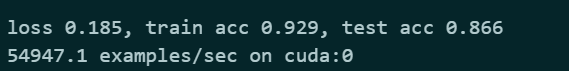 loss 0.185, train acc 0.929, test acc 0.866
54947.1 examples/sec on cuda:0